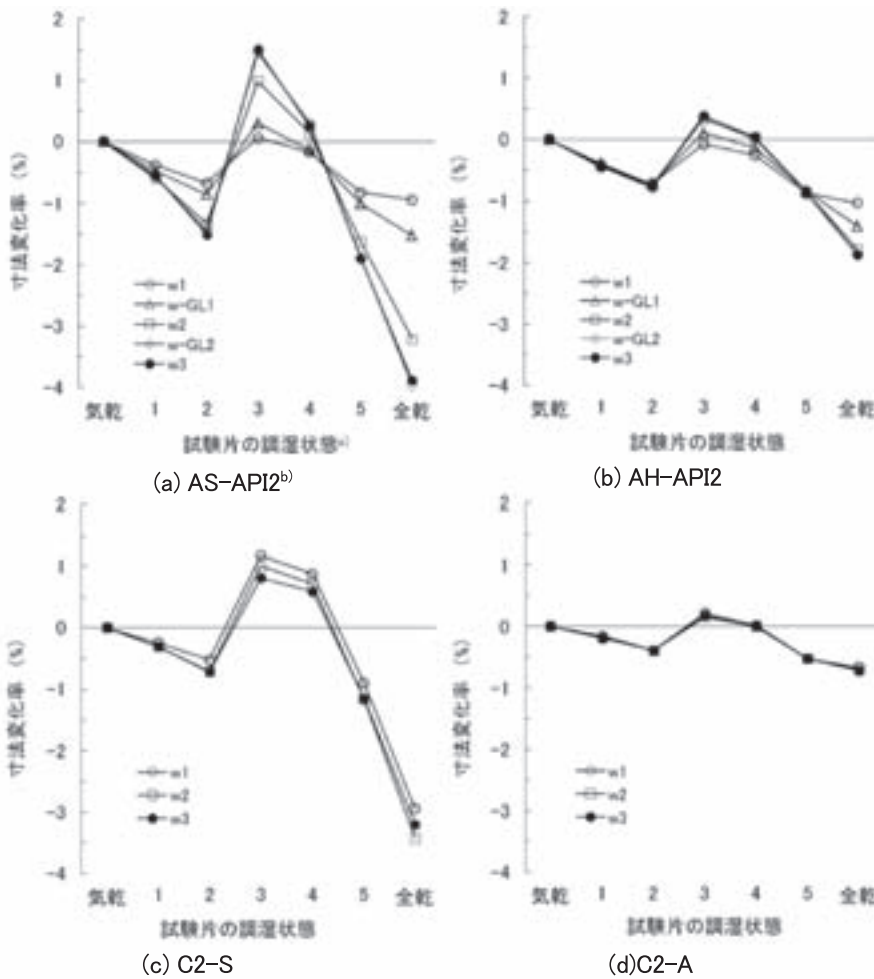 2
1
0
-1
-2
-3
-4
寸法変化率 (%)
w1
w-GL1
w2
w-GL2
w3
気乾 1 2 3 4 5 全乾
試験片の調湿状態a)
(a) AS-API2b)
2
1
0
-1
-2
-3
-4
寸法変化率 (%)
w1
w-GL1
w2
w-GL2
w3
気乾 1 2 3 4 5 全乾
試験片の調湿状態
(b) AH-API2
2
1
0
-1
-2
-3
-4
寸法変化率 (%)
w1
w2
w3
気乾 1 2 3 4 5 全乾
試験片の調湿状態
(c) C2-S
2
1
0
-1
-2
-3
-4
寸法変化率 (%)
w1
w2
w3
気乾 1 2 3 4 5 全乾
試験片の調湿状態
(d)C2-A